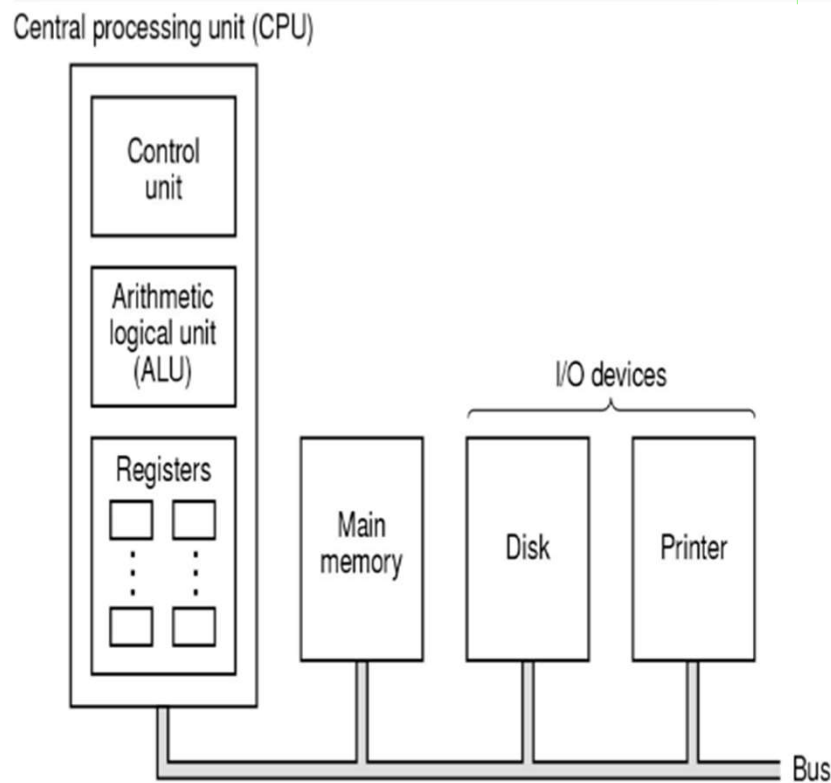 Central processing unit (CPU)
Control
unit
Arithmetic
logical unit
(ALU)
Registers
I/O devices
Main
memory
Disk
Printer
Bus